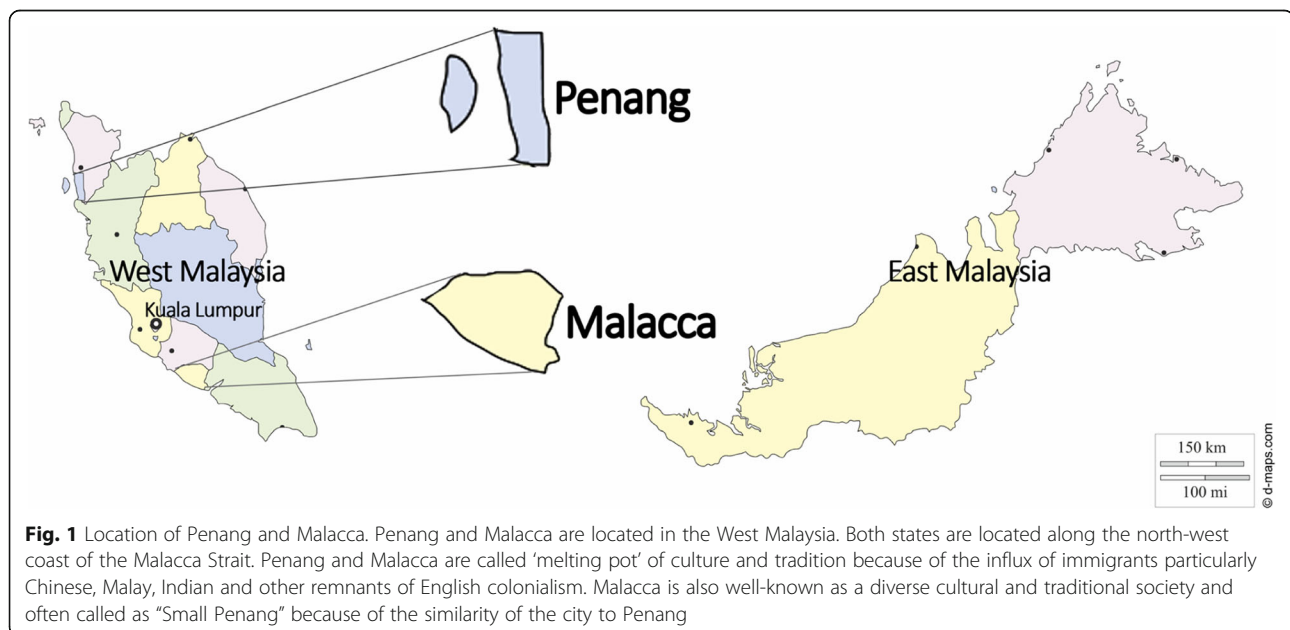 Penang
West Malaysia
Kuala Lumpur
Malacca
East Malaysia
150 km
100 mi
© d-maps.com
Fig. 1 Location of Penang and Malacca. Penang and Malacca are located in the West Malaysia. Both states are located along the north-west
coast of the Malacca Strait. Penang and Malacca are called ‘melting pot’ of culture and tradition because of the influx of immigrants particularly
Chinese, Malay, Indian and other remnants of English colonialism. Malacca is also well-known as a diverse cultural and traditional society and
often called as “Small Penang” because of the similarity of the city to Penang